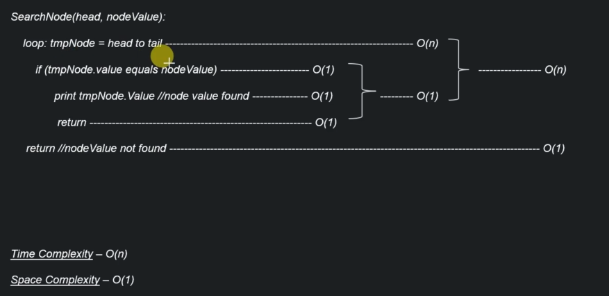 SearchNode(head, nodeValue):
loop: tmpNode = head to tail ---------------------------------------- O(n)
if (tmpNode.value equals nodeValue) -------------------- O(1) -------------- O(n)
print tmpNode.Value //node value found ------------- O(1) -------- O(1)
return ------------------------------------------------ O(1)
return //nodeValue not found -------------------------------------------------------------------------------- O(1)
Time Complexity – O(n)
Space Complexity – O(1)